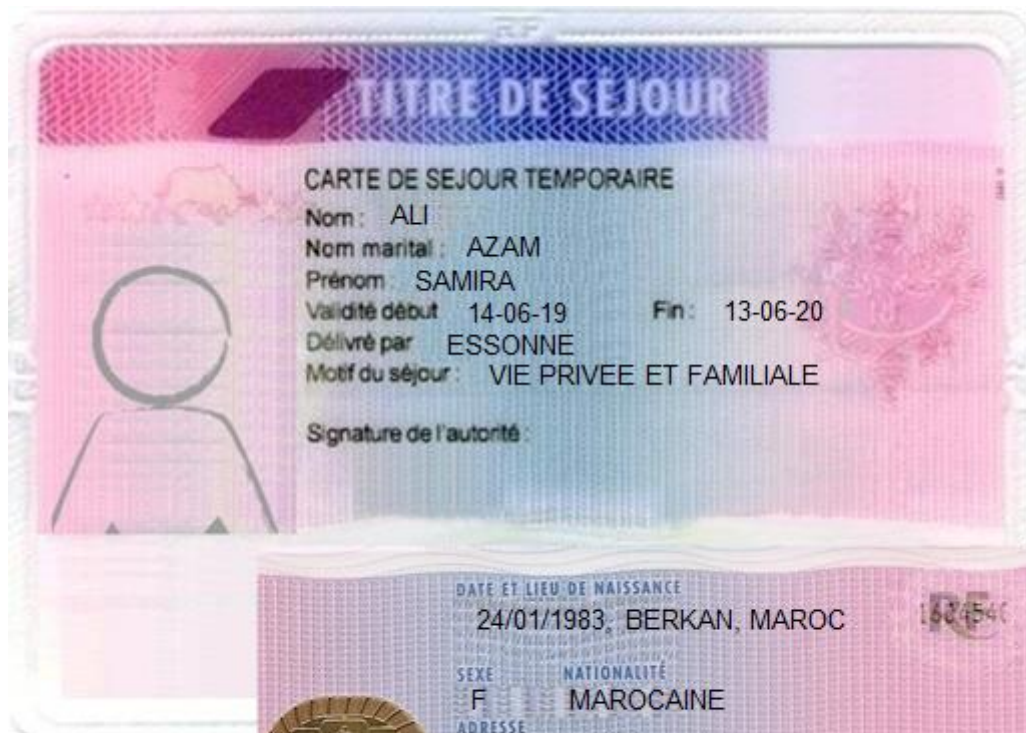 TITRE DE SÉJOUR
CARTE DE SEJOUR TEMPORAIRE
Nom : ALI
Nom marital : AZAM
Prénom : SAMIRA
Validité début 14-06-19 Fin : 13-06-20
Délivré par ESSONNE
Motif du séjour : VIE PRIVEE ET FAMILIALE
Signature de l'autorité :
DATE ET LIEU DE NAISSANCE
24/01/1983, BERKAN, MAROC
SEXE NATIONALITÉ
F MAROCAINE
ADRESSE